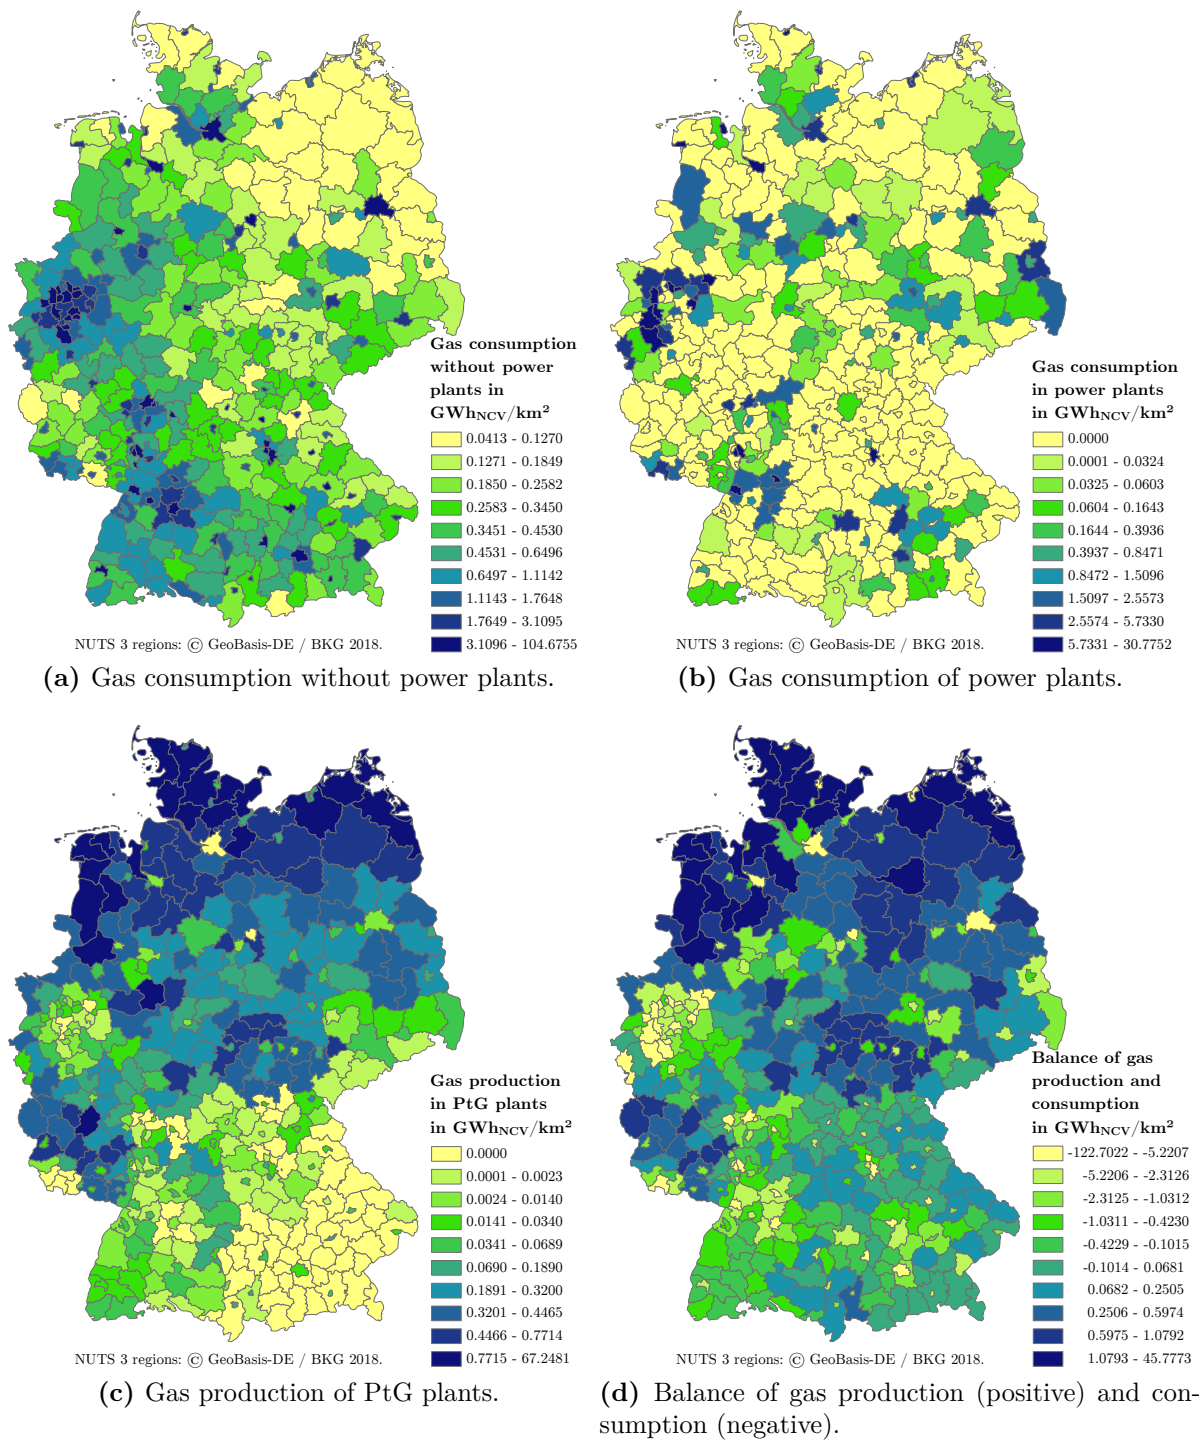 Gas consumption
without power
plants in
GWhNCV/km²
0.0413 - 0.1270
0.1271 - 0.1849
0.1850 - 0.2582
0.2583 - 0.3450
0.3451 - 0.4530
0.4531 - 0.6496
0.6497 - 1.1142
1.1143 - 1.7648
1.7649 - 3.1095
3.1096 - 104.6755
NUTS 3 regions: © GeoBasis-DE / BKG 2018.
(a) Gas consumption without power plants.
Gas consumption
in power plants
in GWhNCV/km²
0.0000
0.0001 - 0.0324
0.0325 - 0.0603
0.0604 - 0.1643
0.1644 - 0.3936
0.3937 - 0.8471
0.8472 - 1.5096
1.5097 - 2.5573
2.5574 - 5.7330
5.7331 - 30.7752
NUTS 3 regions: © GeoBasis-DE / BKG 2018.
(b) Gas consumption of power plants.
Gas production
in PtG plants
in GWhNCV/km²
0.0000
0.0001 - 0.0023
0.0024 - 0.0140
0.0141 - 0.0340
0.0341 - 0.0689
0.0690 - 0.1890
0.1891 - 0.3200
0.3201 - 0.4465
0.4466 - 0.7714
0.7715 - 67.2481
NUTS 3 regions: © GeoBasis-DE / BKG 2018.
(c) Gas production of PtG plants.
Balance of gas
production and
consumption
in GWhNCV/km²
-122.7022 - -5.2207
-5.2206 - -2.3126
-2.3125 - -1.0312
-1.0311 - -0.4230
-0.4229 - -0.1015
-0.1014 - 0.0681
0.0682 - 0.2505
0.2506 - 0.5974
0.5975 - 1.0792
1.0793 - 45.7773
NUTS 3 regions: © GeoBasis-DE / BKG 2018.
(d) Balance of gas production (positive) and con-
sumption (negative).